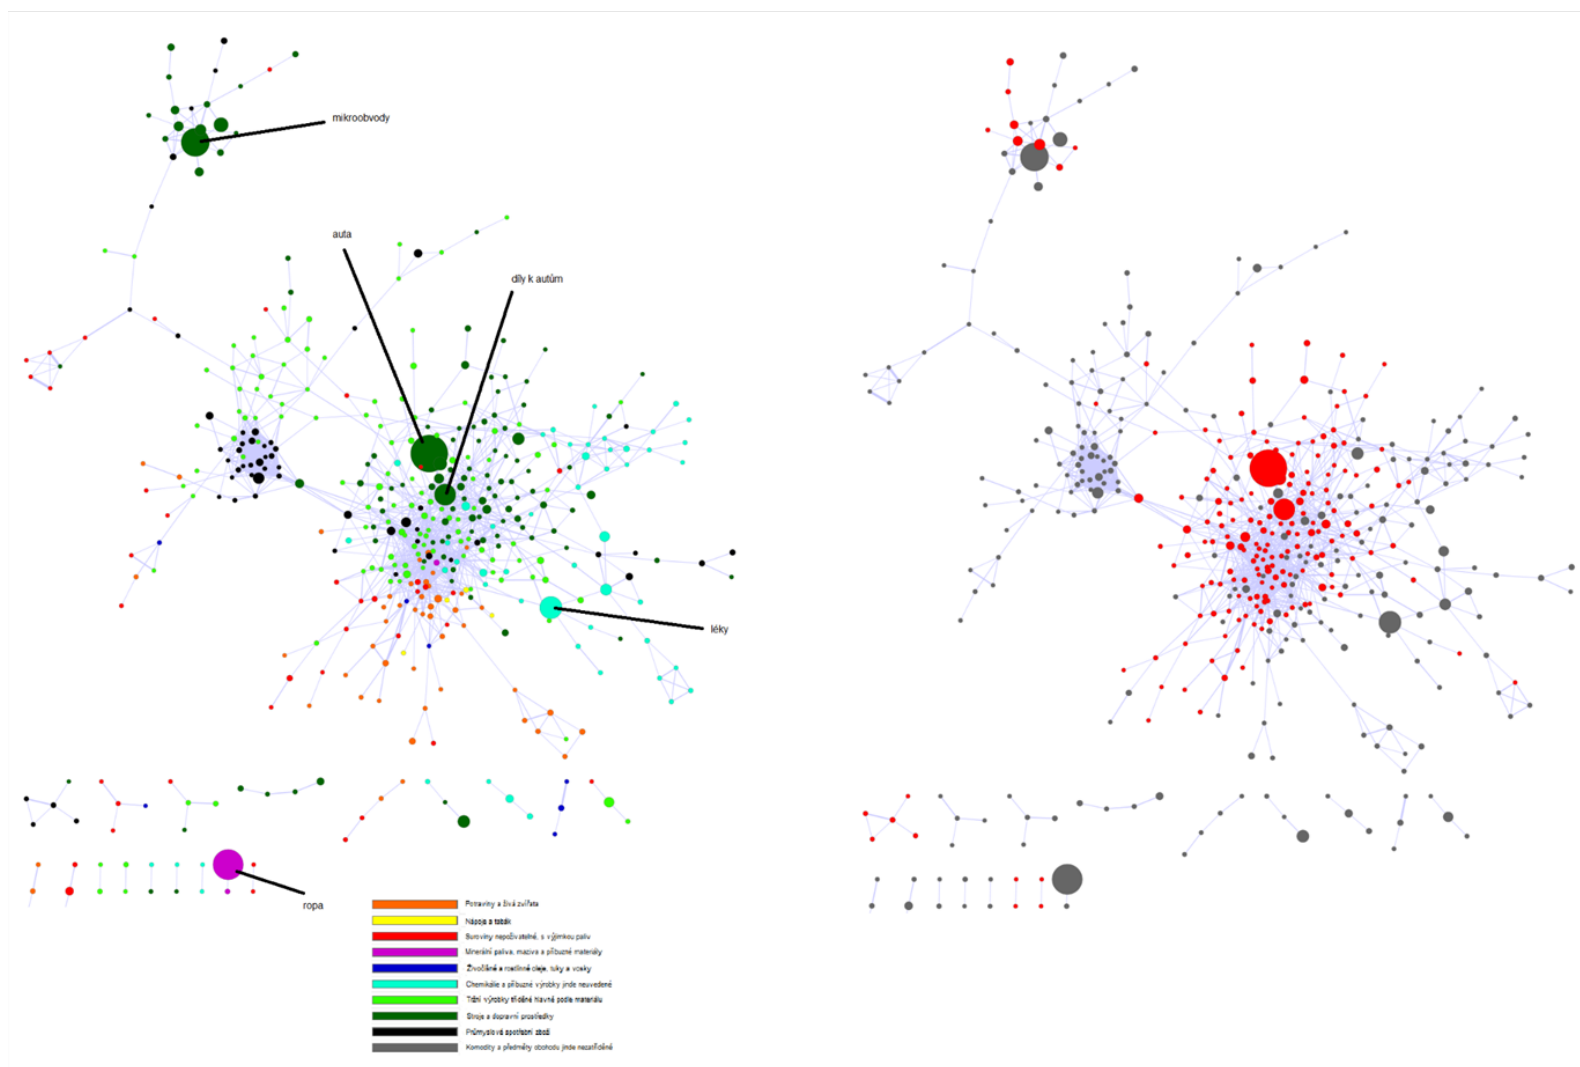 mikroobvody
auta
díly k autům
léky
ropa
Potraviny a živá zvířata
Nápoje a tabák
Suroviny nepoživatelné, s výjimkou paliv
Minerální paliva, maziva a příbuzné materiály
Živočišné a rostlinné oleje, tuky a vosky
Chemikálie a příbuzné výrobky jinde neuvedené
Tržní výrobky tříděné hlavně podle materiálu
Stroje a dopravní prostředky
Průmyslové spotřební zboží
Komodity a předměty obchodu jinde nezatříděné